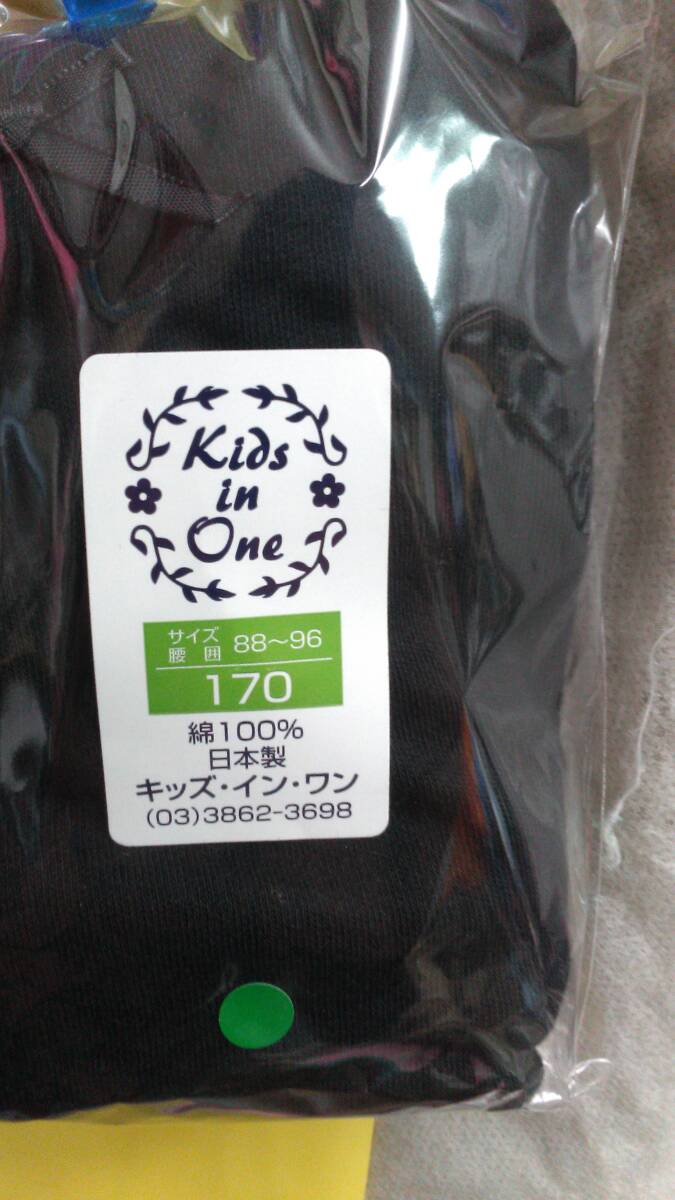 Kids
in
One
サイズ
腰囲 88～96
170
綿100%
日本製
キッズ・イン・ワン
(03)3862-3698